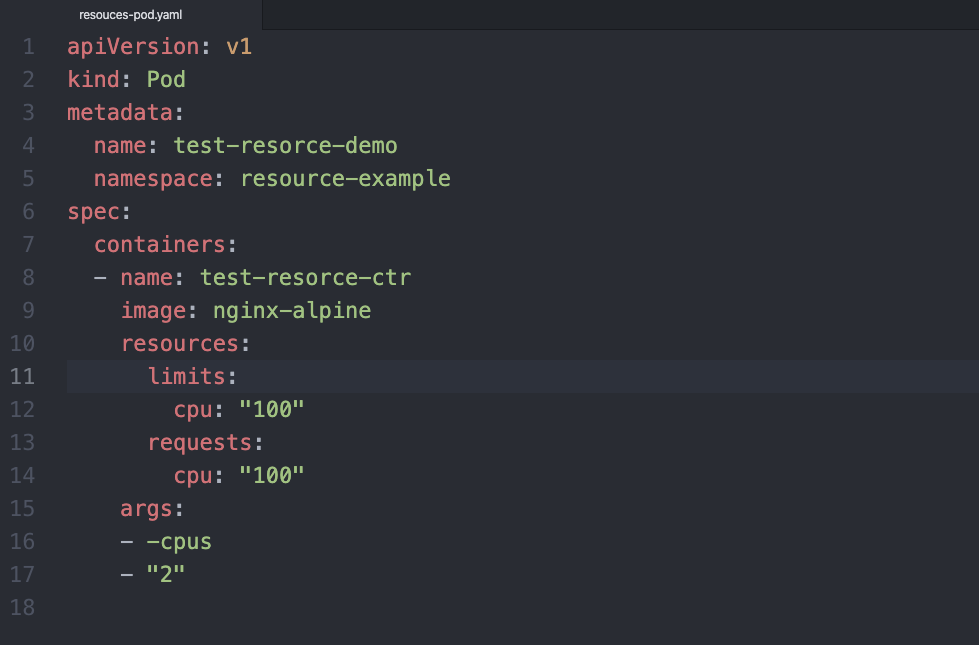 resouces-pod.yaml
1 apiVersion: v1
2 kind: Pod
3 metadata:
4   name: test-resorce-demo
5   namespace: resource-example
6 spec:
7   containers:
8   - name: test-resorce-ctr
9     image: nginx-alpine
10     resources:
11       limits:
12         cpu: "100"
13       requests:
14         cpu: "100"
15     args:
16     - -cpus
17     - "2"
18